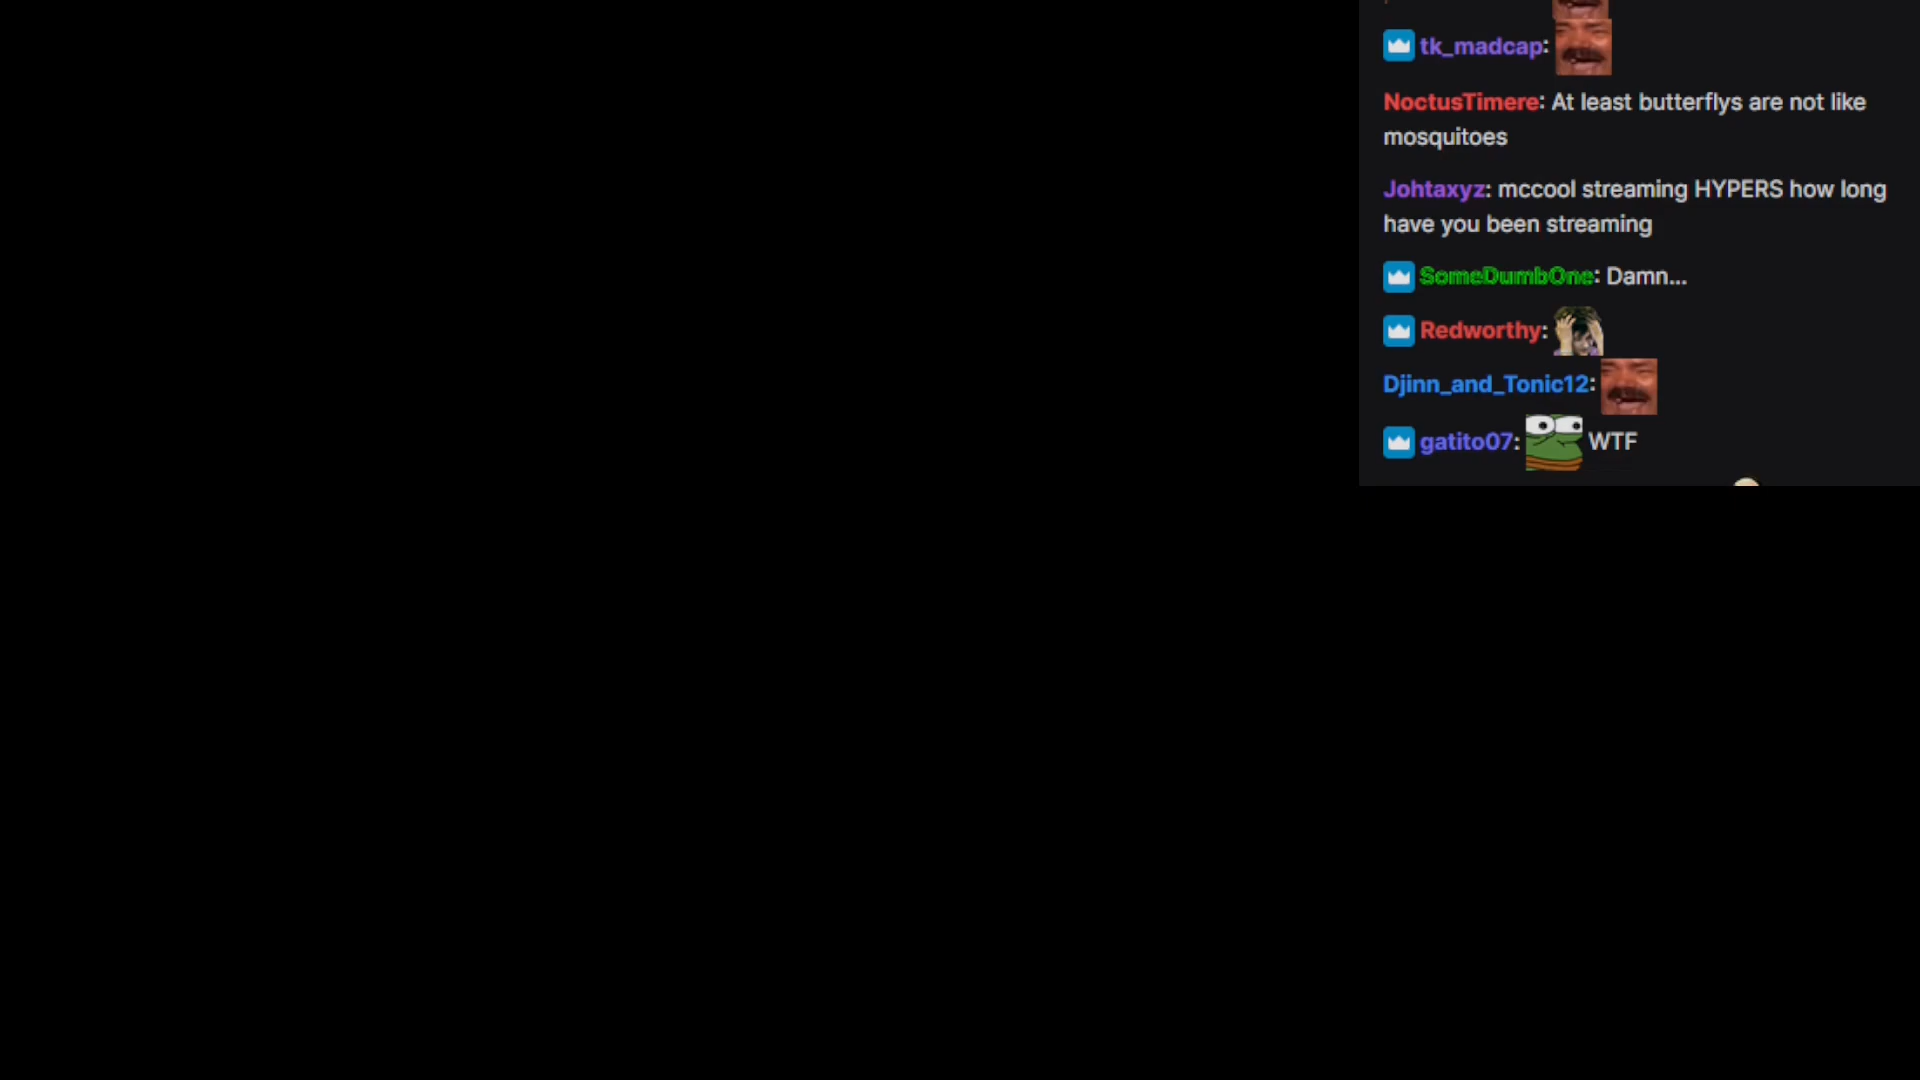 tk_madcap:
NoctusTimere: At least butterflys are not like
mosquitoes
Johtaxyz: mccool streaming HYPERS how long
have you been streaming
SomeDumbOne: Damn...
Redworthy:
Djinn_and_Tonic12:
gatito07: WTF